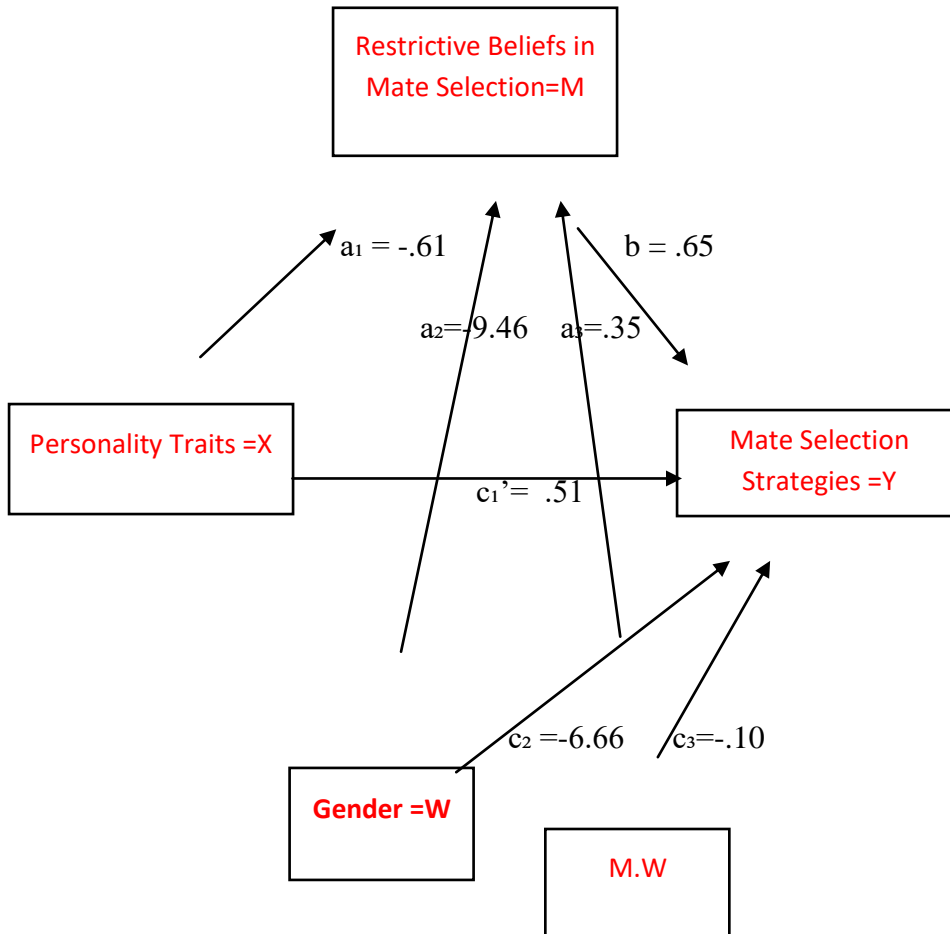 Restrictive Beliefs in
Mate Selection=M
a₁ = -.61
b = .65
a₂=-9.46
a₃=.35
Personality Traits =X
Mate Selection
Strategies =Y
c₁’= .51
c₂ =-6.66
c₃=-.10
Gender =W
M.W